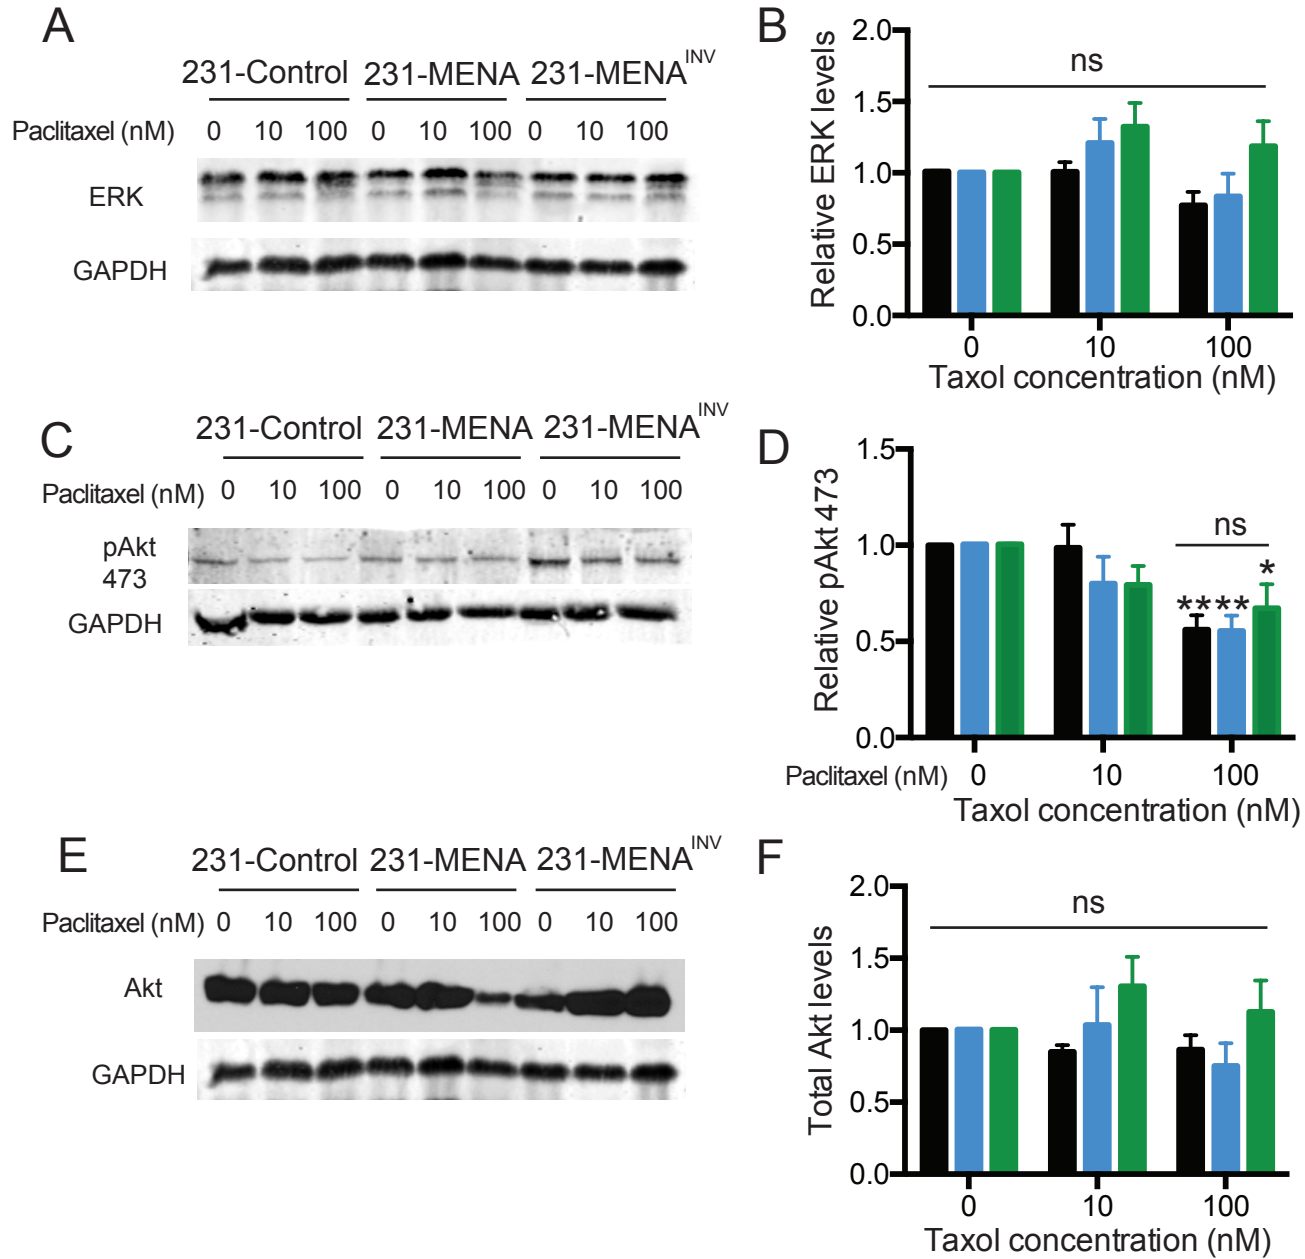 A
231-Control 231-MENA 231-MENA^INV
Paclitaxel (nM) 0 10 100 0 10 100 0 10 100
ERK
GAPDH
B
Relative ERK levels
2.0
1.5
1.0
0.5
0.0
ns
0 10 100
Taxol concentration (nM)
C
231-Control 231-MENA 231-MENA^INV
Paclitaxel (nM) 0 10 100 0 10 100 0 10 100
pAkt
473
GAPDH
D
Relative pAkt 473
1.5
1.0
0.5
0.0
ns
** ** *
Paclitaxel (nM) 0 10 100
Taxol concentration (nM)
E
231-Control 231-MENA 231-MENA^INV
Paclitaxel (nM) 0 10 100 0 10 100 0 10 100
Akt
GAPDH
F
Total Akt levels
2.0
1.5
1.0
0.5
0.0
ns
0 10 100
Taxol concentration (nM)